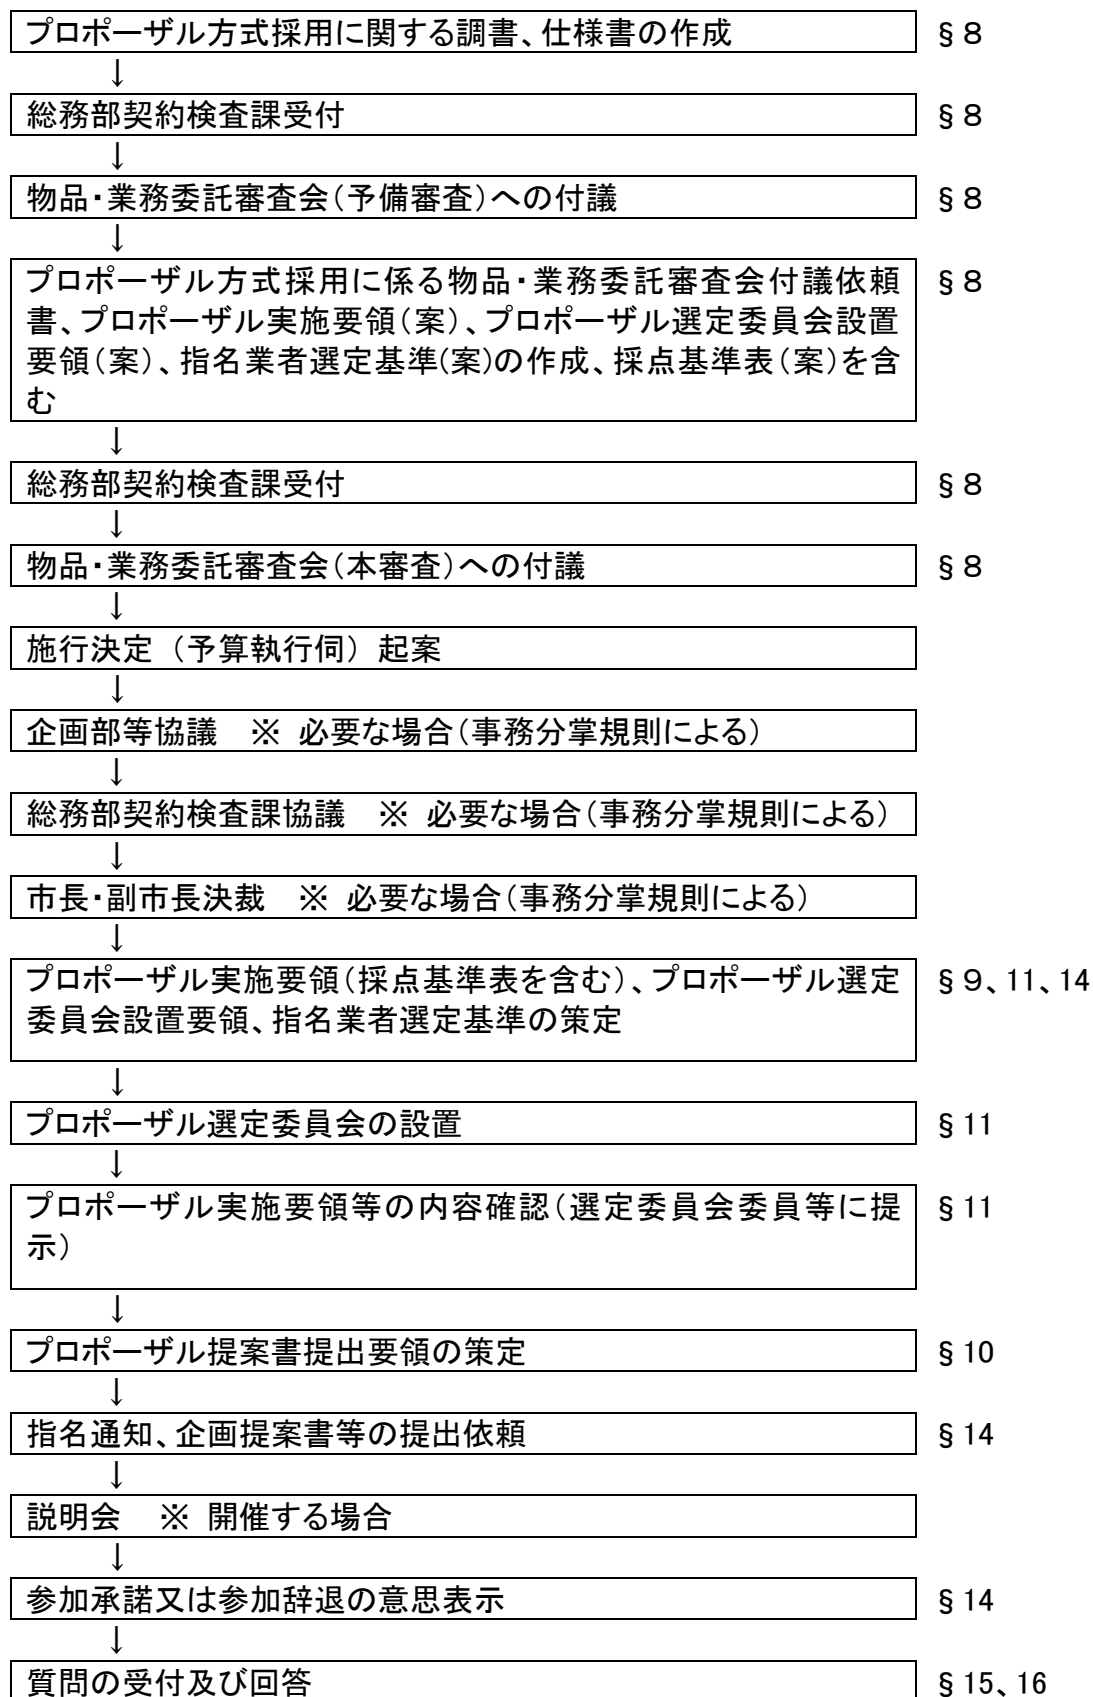 プロポーザル方式採用に関する調書、仕様書の作成 §８
↓
総務部契約検査課受付 §８
↓
物品・業務委託審査会（予備審査）への付議 §８
↓
プロポーザル方式採用に係る物品・業務委託審査会付議依頼 §８
書、プロポーザル実施要領（案）、プロポーザル選定委員会設置
要領（案）、指名業者選定基準(案)の作成、採点基準表（案）を含
む
↓
総務部契約検査課受付 §８
↓
物品・業務委託審査会（本審査）への付議 §８
↓
施行決定（予算執行伺）起案
↓
企画部等協議　※ 必要な場合（事務分掌規則による）
↓
総務部契約検査課協議　※ 必要な場合（事務分掌規則による）
↓
市長・副市長決裁　※ 必要な場合（事務分掌規則による）
↓
プロポーザル実施要領（採点基準表を含む）、プロポーザル選定 §９、11、14
委員会設置要領、指名業者選定基準の策定
↓
プロポーザル選定委員会の設置 §11
↓
プロポーザル実施要領等の内容確認（選定委員会委員等に提 §11
示）
↓
プロポーザル提案書提出要領の策定 §10
↓
指名通知、企画提案書等の提出依頼 §14
↓
説明会　※ 開催する場合
↓
参加承諾又は参加辞退の意思表示 §14
↓
質問の受付及び回答 §15、16